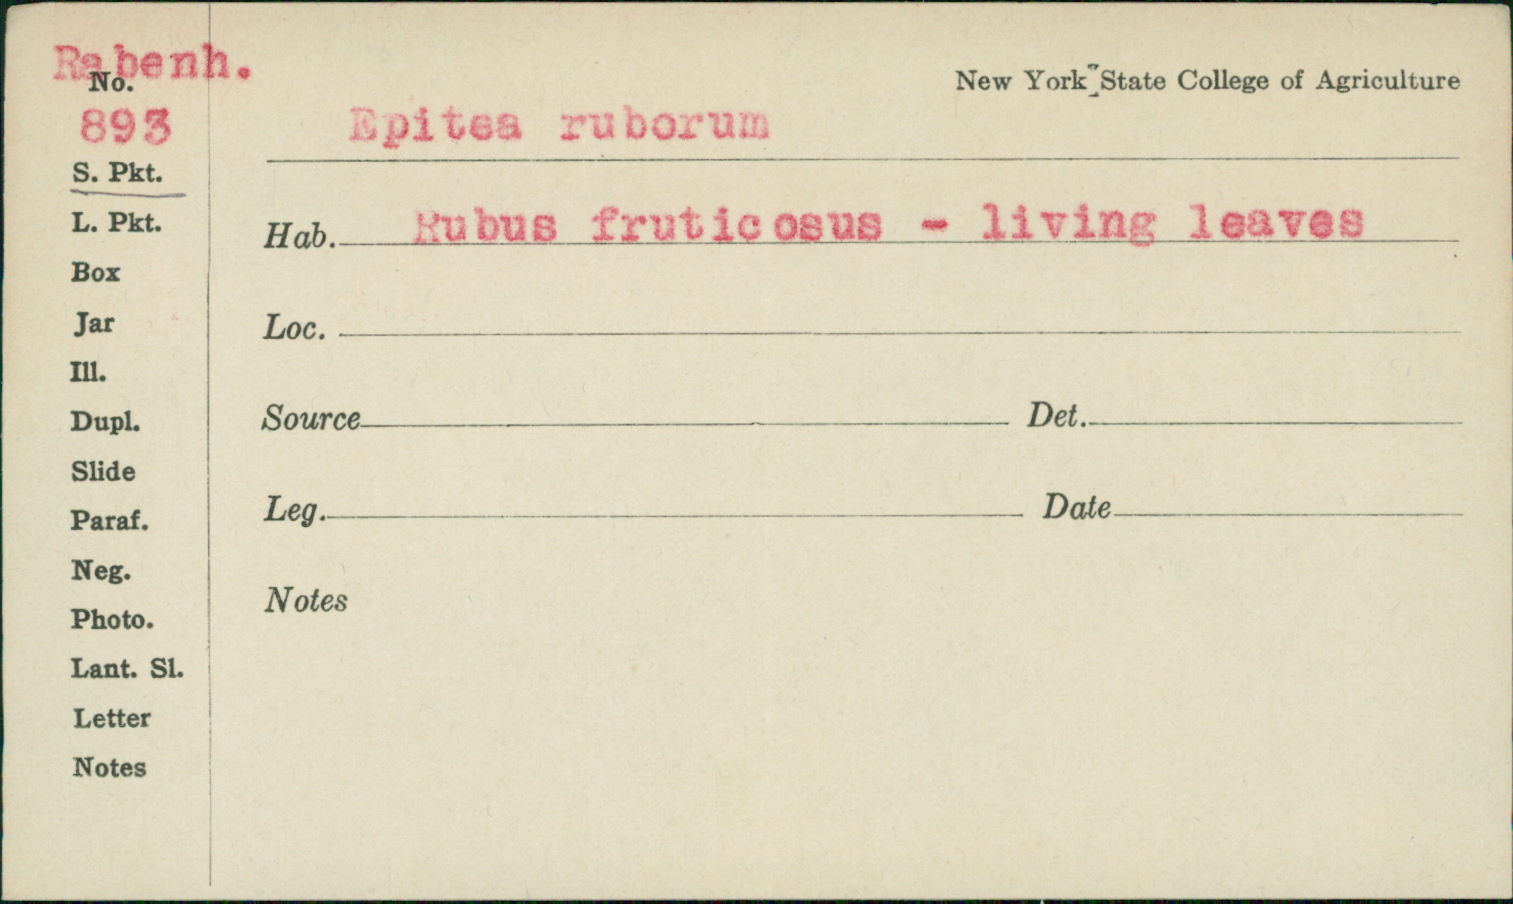 Rabenh.
No.
New York State College of Agriculture
893
Epitea ruborum
S. Pkt.
L. Pkt.
Hab. Rubus fruticosus - living leaves
Box
Jar
Loc.
Ill.
Dupl.
Source Det.
Slide
Paraf.
Leg. Date
Neg.
Notes
Photo.
Lant. Sl.
Letter
Notes